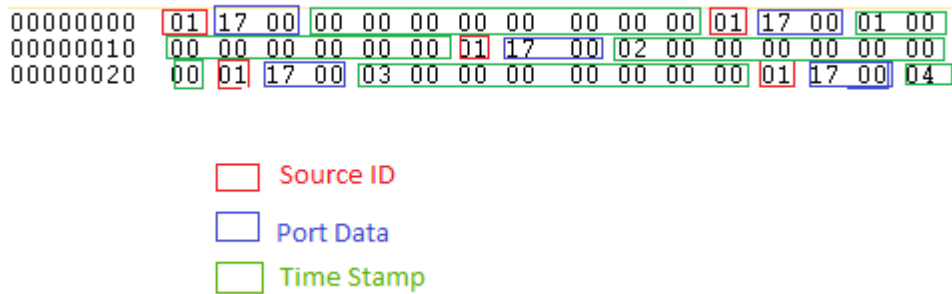 00000000 01 17 00 00 00 00 00 00 00 00 01 17 00 01 00
00000010 00 00 00 00 00 00 01 17 00 02 00 00 00 00 00 00
00000020 00 01 17 00 03 00 00 00 00 00 00 00 01 17 00 04
Source ID
Port Data
Time Stamp